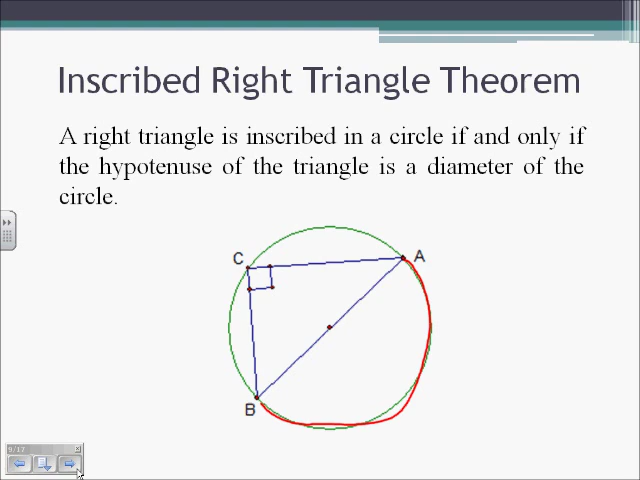 Inscribed Right Triangle Theorem
A right triangle is inscribed in a circle if and only if
the hypotenuse of the triangle is a diameter of the
circle.
C
A
B
9/17